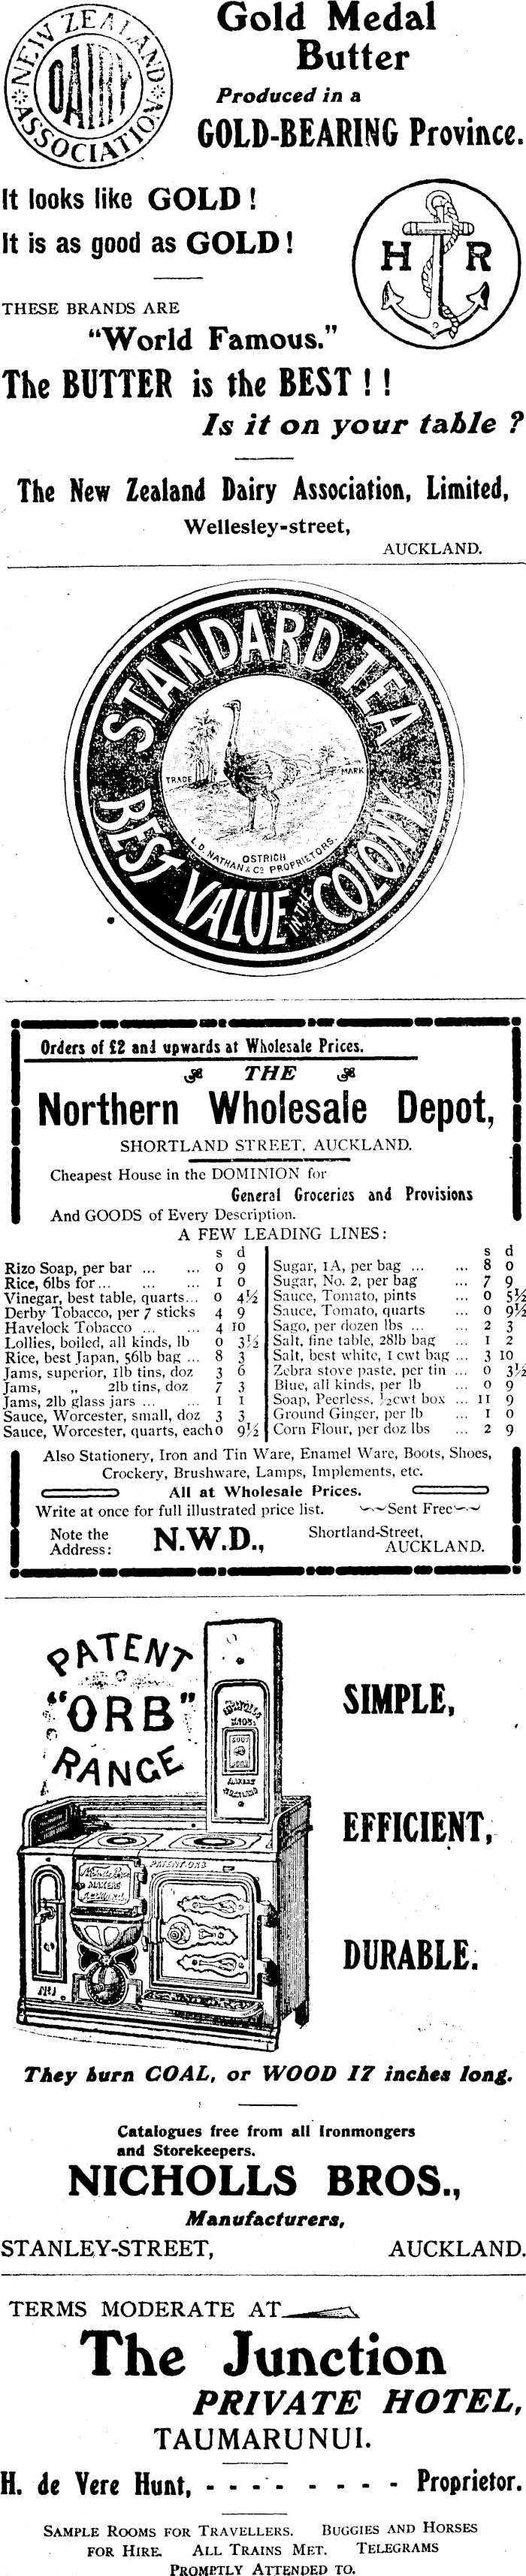 NEW ZEALAND
DAIRY
ASSOCIATION
Gold Medal
Butter
Produced in a
GOLD-BEARING Province.
It looks like GOLD !
It is as good as GOLD !
H R
THESE BRANDS ARE
"World Famous."
The BUTTER is the BEST ! !
Is it on your table ?
The New Zealand Dairy Association, Limited,
Wellesley-street,
AUCKLAND.
STANDARD TEA
TRADE MARK
OSTRICH
L.D. NATHAN & Co PROPRIETORS.
BEST VALUE IN THE COLONY
Orders of £2 and upwards at Wholesale Prices.
THE
Northern Wholesale Depot,
SHORTLAND STREET, AUCKLAND.
Cheapest House in the DOMINION for
General Groceries and Provisions
And GOODS of Every Description.
A FEW LEADING LINES:
s d
Rizo Soap, per bar ... ... 0 9
Rice, 6lbs for ... ... ... 1 0
Vinegar, best table, quarts... 0 4½
Derby Tobacco, per 7 sticks 4 9
Havelock Tobacco ... ... 4 10
Lollies, boiled, all kinds, lb 0 3½
Rice, best Japan, 56lb bag ... 8 3
Jams, superior, 1lb tins, doz 3 6
Jams, „ 2lb tins, doz 7 3
Jams, 2lb glass jars ... ... 1 1
Sauce, Worcester, small, doz 3 3
Sauce, Worcester, quarts, each 0 9½
s d
Sugar, 1A, per bag ... ... 8 0
Sugar, No. 2, per bag ... 7 9
Sauce, Tomato, pints ... 0 5½
Sauce, Tomato, quarts ... 0 9½
Sago, per dozen lbs ... ... 2 3
Salt, fine table, 28lb bag ... 1 2
Salt, best white, 1 cwt bag ... 3 10
Zebra stove paste, per tin ... 0 3½
Blue, all kinds, per lb ... 0 9
Soap, Peerless, ½cwt box ... 11 9
Ground Ginger, per lb ... 1 0
Corn Flour, per doz lbs ... 2 9
Also Stationery, Iron and Tin Ware, Enamel Ware, Boots, Shoes,
Crockery, Brushware, Lamps, Implements, etc.
All at Wholesale Prices.
Write at once for full illustrated price list. Sent Free
Note the
Address:
N.W.D.,
Shortland-Street,
AUCKLAND.
PATENT
"ORB"
RANGE
SOOT
DOOR
PATENT ORB
MAKERS
Auckland
No 1
SIMPLE,
EFFICIENT,
DURABLE.
They burn COAL, or WOOD 17 inches long.
Catalogues free from all Ironmongers
and Storekeepers.
NICHOLLS BROS.,
Manufacturers,
STANLEY-STREET, AUCKLAND.
TERMS MODERATE AT
The Junction
PRIVATE HOTEL,
TAUMARUNUI.
H. de Vere Hunt, - - - - - - - - Proprietor.
SAMPLE ROOMS FOR TRAVELLERS. BUGGIES AND HORSES
FOR HIRE. ALL TRAINS MET. TELEGRAMS
PROMPTLY ATTENDED TO.